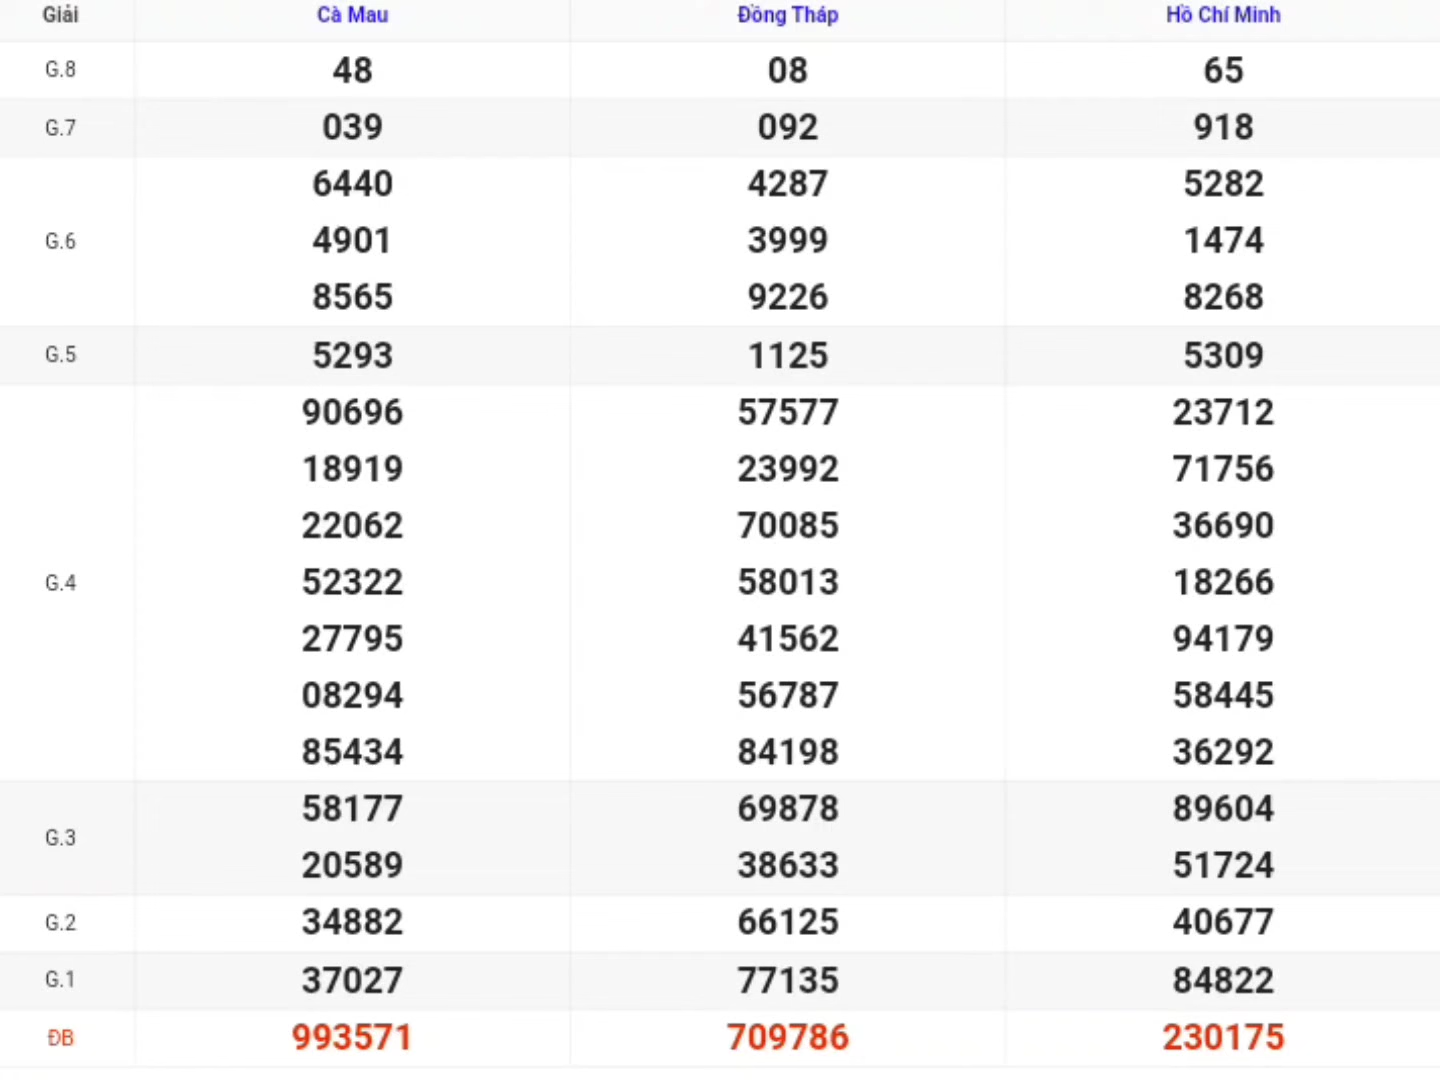 Giải Cà Mau Đồng Tháp Hồ Chí Minh
G.8 48 08 65
G.7 039 092 918
6440 4287 5282
G.6 4901 3999 1474
8565 9226 8268
G.5 5293 1125 5309
90696 57577 23712
18919 23992 71756
22062 70085 36690
G.4 52322 58013 18266
27795 41562 94179
08294 56787 58445
85434 84198 36292
58177 69878 89604
G.3
20589 38633 51724
G.2 34882 66125 40677
G.1 37027 77135 84822
ĐB 993571 709786 230175